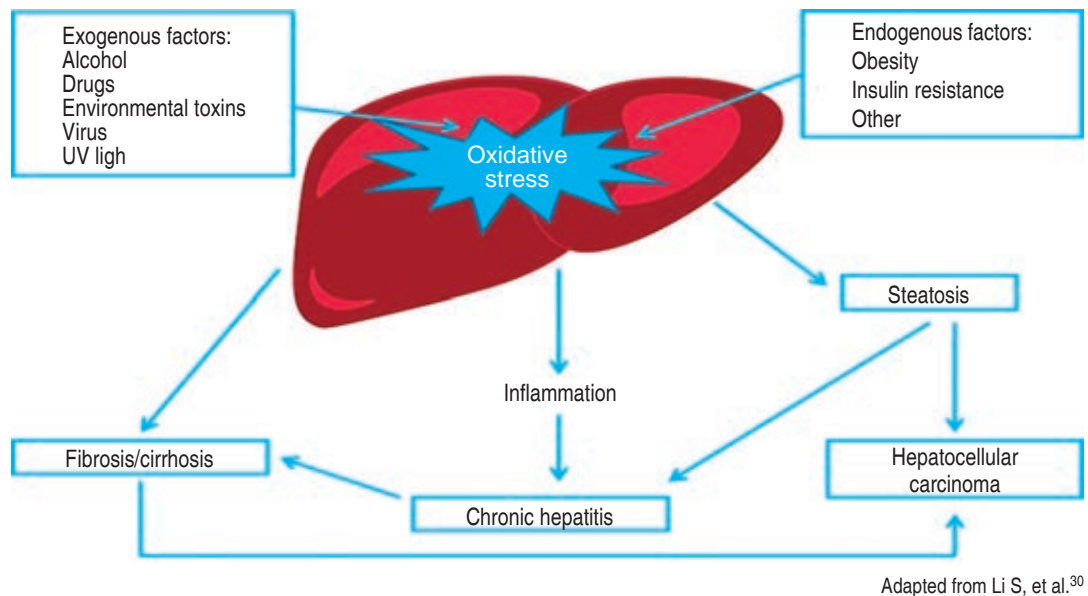 Exogenous factors:
Alcohol
Drugs
Environmental toxins
Virus
UV ligh
Endogenous factors:
Obesity
Insulin resistance
Other
Oxidative
stress
Steatosis
Inflammation
Fibrosis/cirrhosis
Hepatocellular
carcinoma
Chronic hepatitis
Adapted from Li S, et al.30